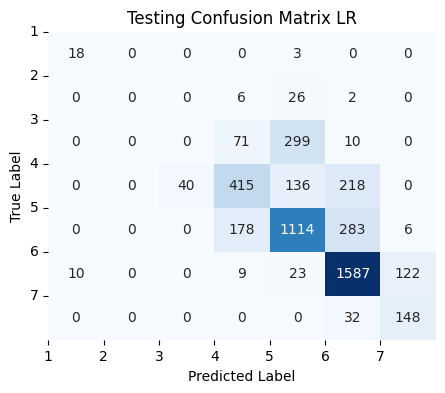 Testing Confusion Matrix LR
1
18 0 0 0 3 0 0
2
0 0 0 6 26 2 0
3
0 0 0 71 299 10 0
4
0 0 40 415 136 218 0
5
0 0 0 178 1114 283 6
6
10 0 0 9 23 1587 122
7
0 0 0 0 0 32 148
1 2 3 4 5 6 7
True Label
Predicted Label